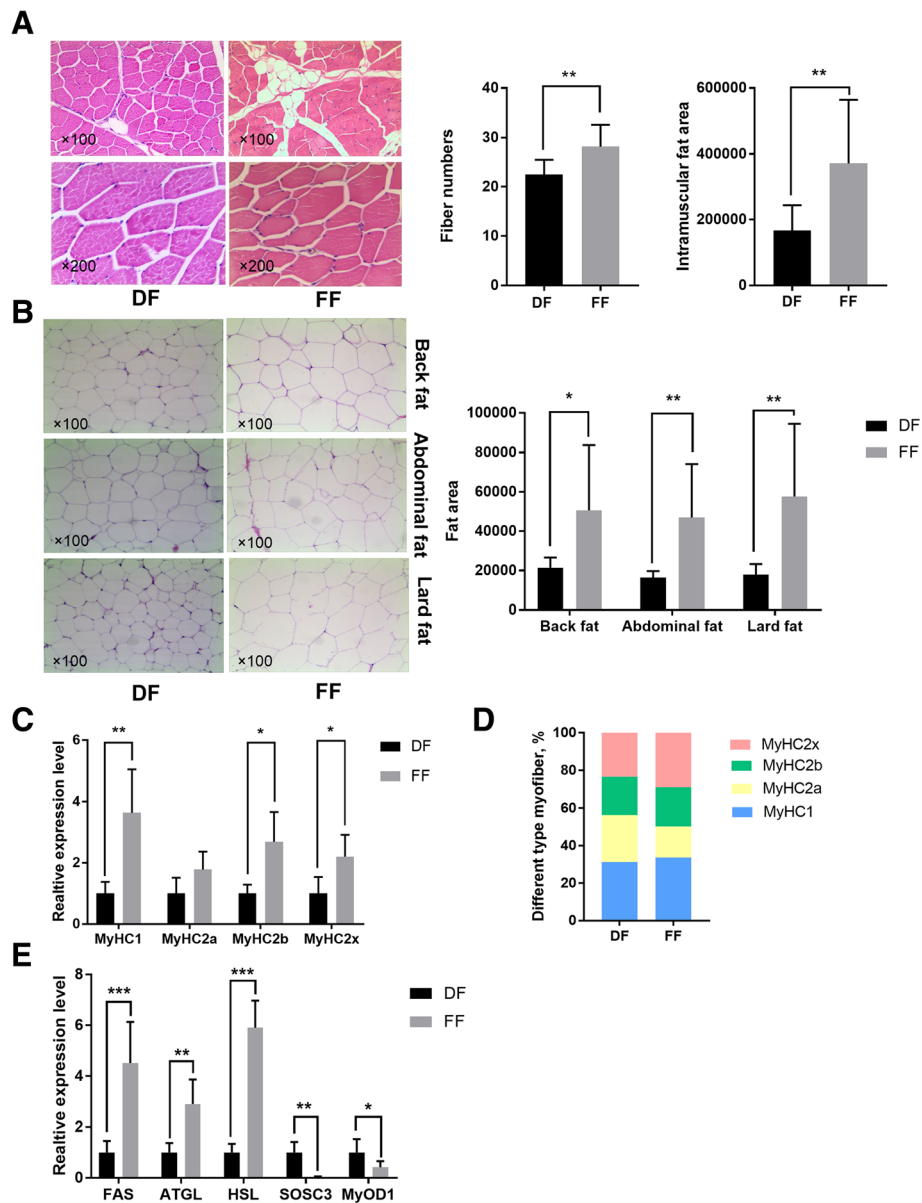 A
×100
×100
×200
×200
DF
FF
Fiber numbers
40
30
20
10
0
**
DF
FF
Intramuscular fat area
600000
400000
200000
0
**
DF
FF
B
×100
×100
Back fat
×100
×100
Abdominal fat
×100
×100
Lard fat
DF
FF
Fat area
100000
80000
60000
40000
20000
0
*
**
**
Back fat
Abdominal fat
Lard fat
DF
FF
C
Realtive expression level
6
4
2
0
**
*
*
MyHC1
MyHC2a
MyHC2b
MyHC2x
DF
FF
D
Different type myofiber, %
100
80
60
40
20
0
DF
FF
MyHC2x
MyHC2b
MyHC2a
MyHC1
E
Realtive expression level
8
6
4
2
0
***
**
***
**
*
FAS
ATGL
HSL
SOSC3
MyOD1
DF
FF